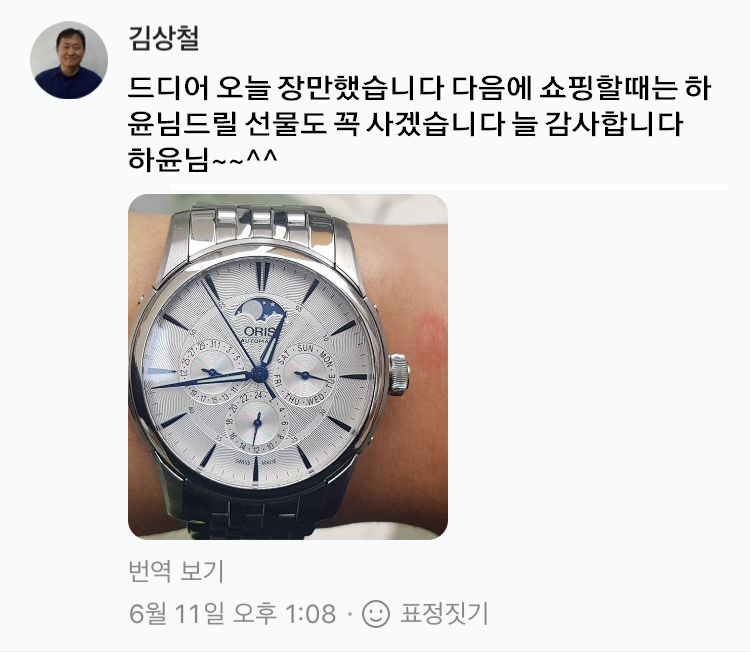 김상철
드디어 오늘 장만했습니다 다음에 쇼핑할때는 하
윤님드릴 선물도 꼭 사겠습니다 늘 감사합니다
하윤님~~^^
ORIS
AUTOMATIC
SAT · SUN · MON · TUE · WED · THU · FRI
SWISS MADE
번역 보기
6월 11일 오후 1:08 · 표정짓기